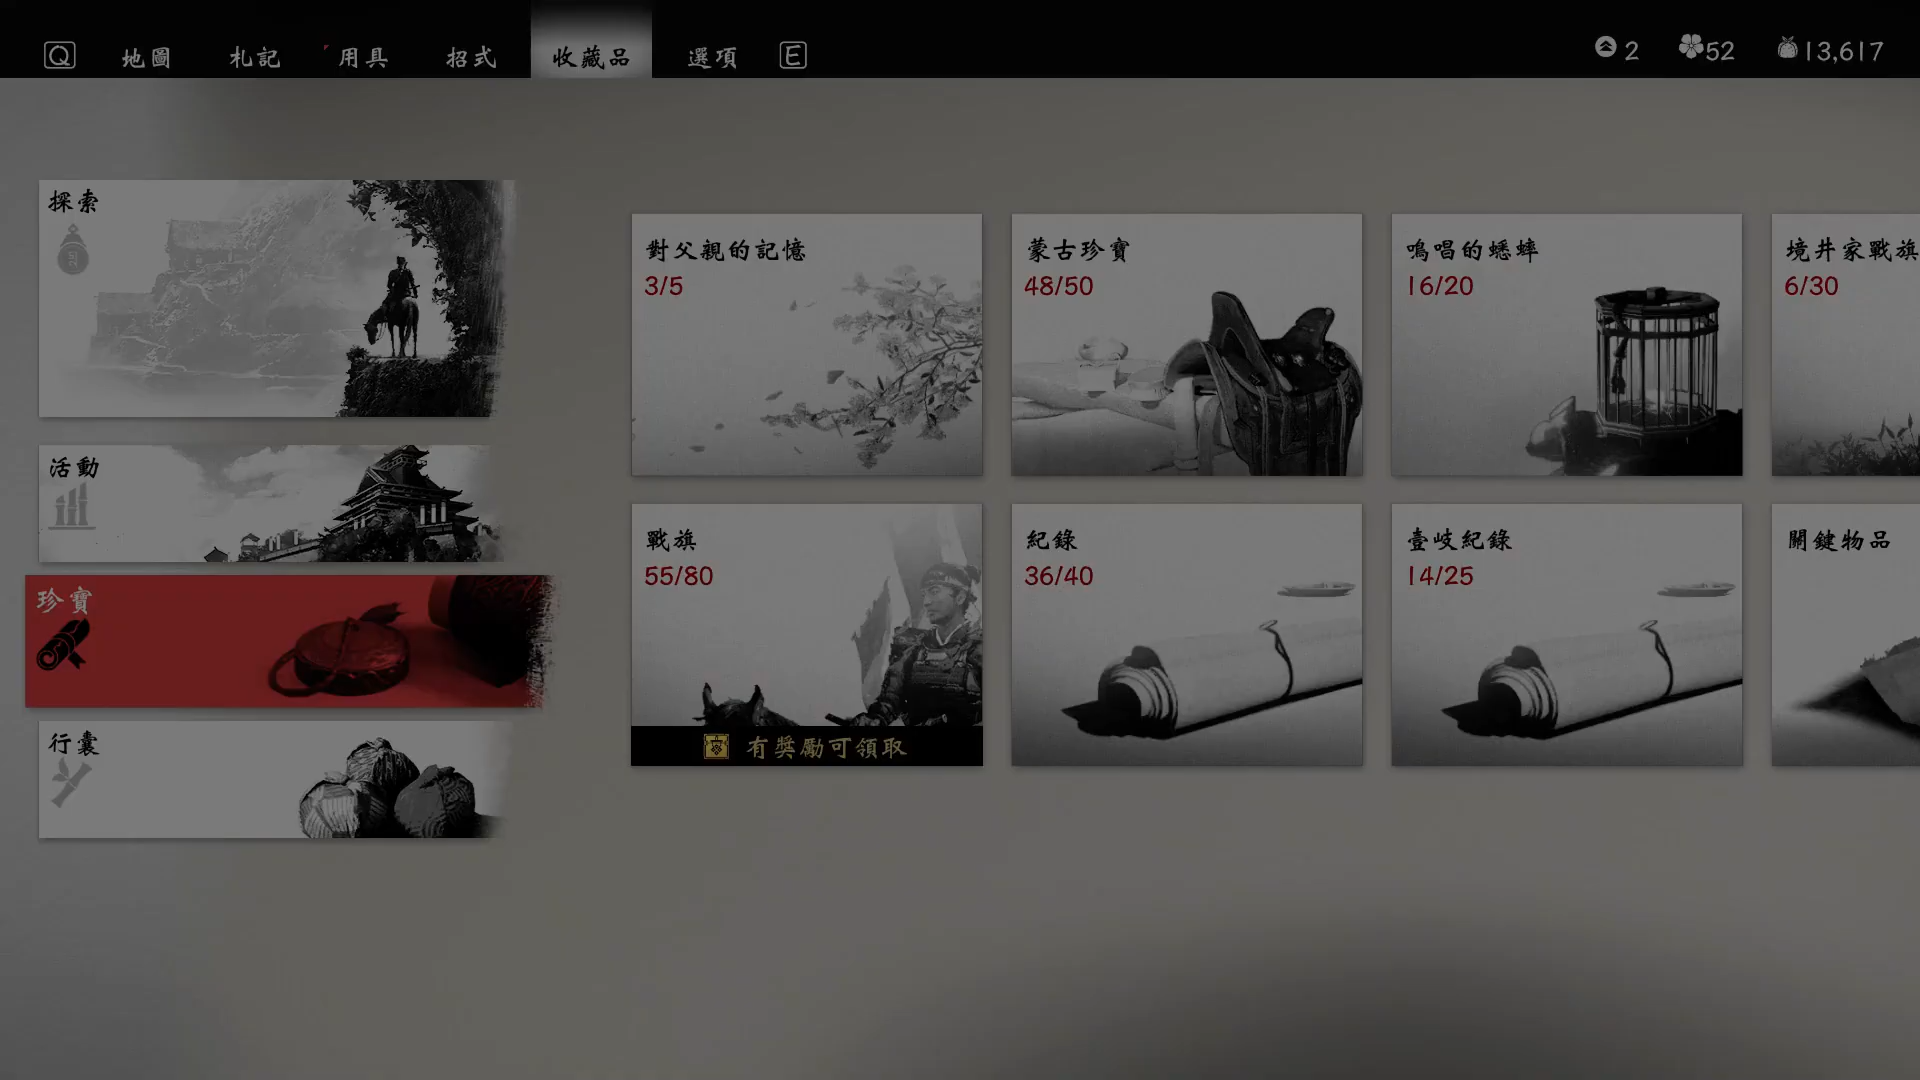 Q 地圖 札記 用具 招式 收藏品 選項 E 2 52 13,617
探索
活動
珍寶
行囊
對父親的記憶
3/5
蒙古珍寶
48/50
鳴唱的蟋蟀
16/20
境井家戰旗
6/30
戰旗
55/80
有獎勵可領取
紀錄
36/40
壹岐紀錄
14/25
關鍵物品